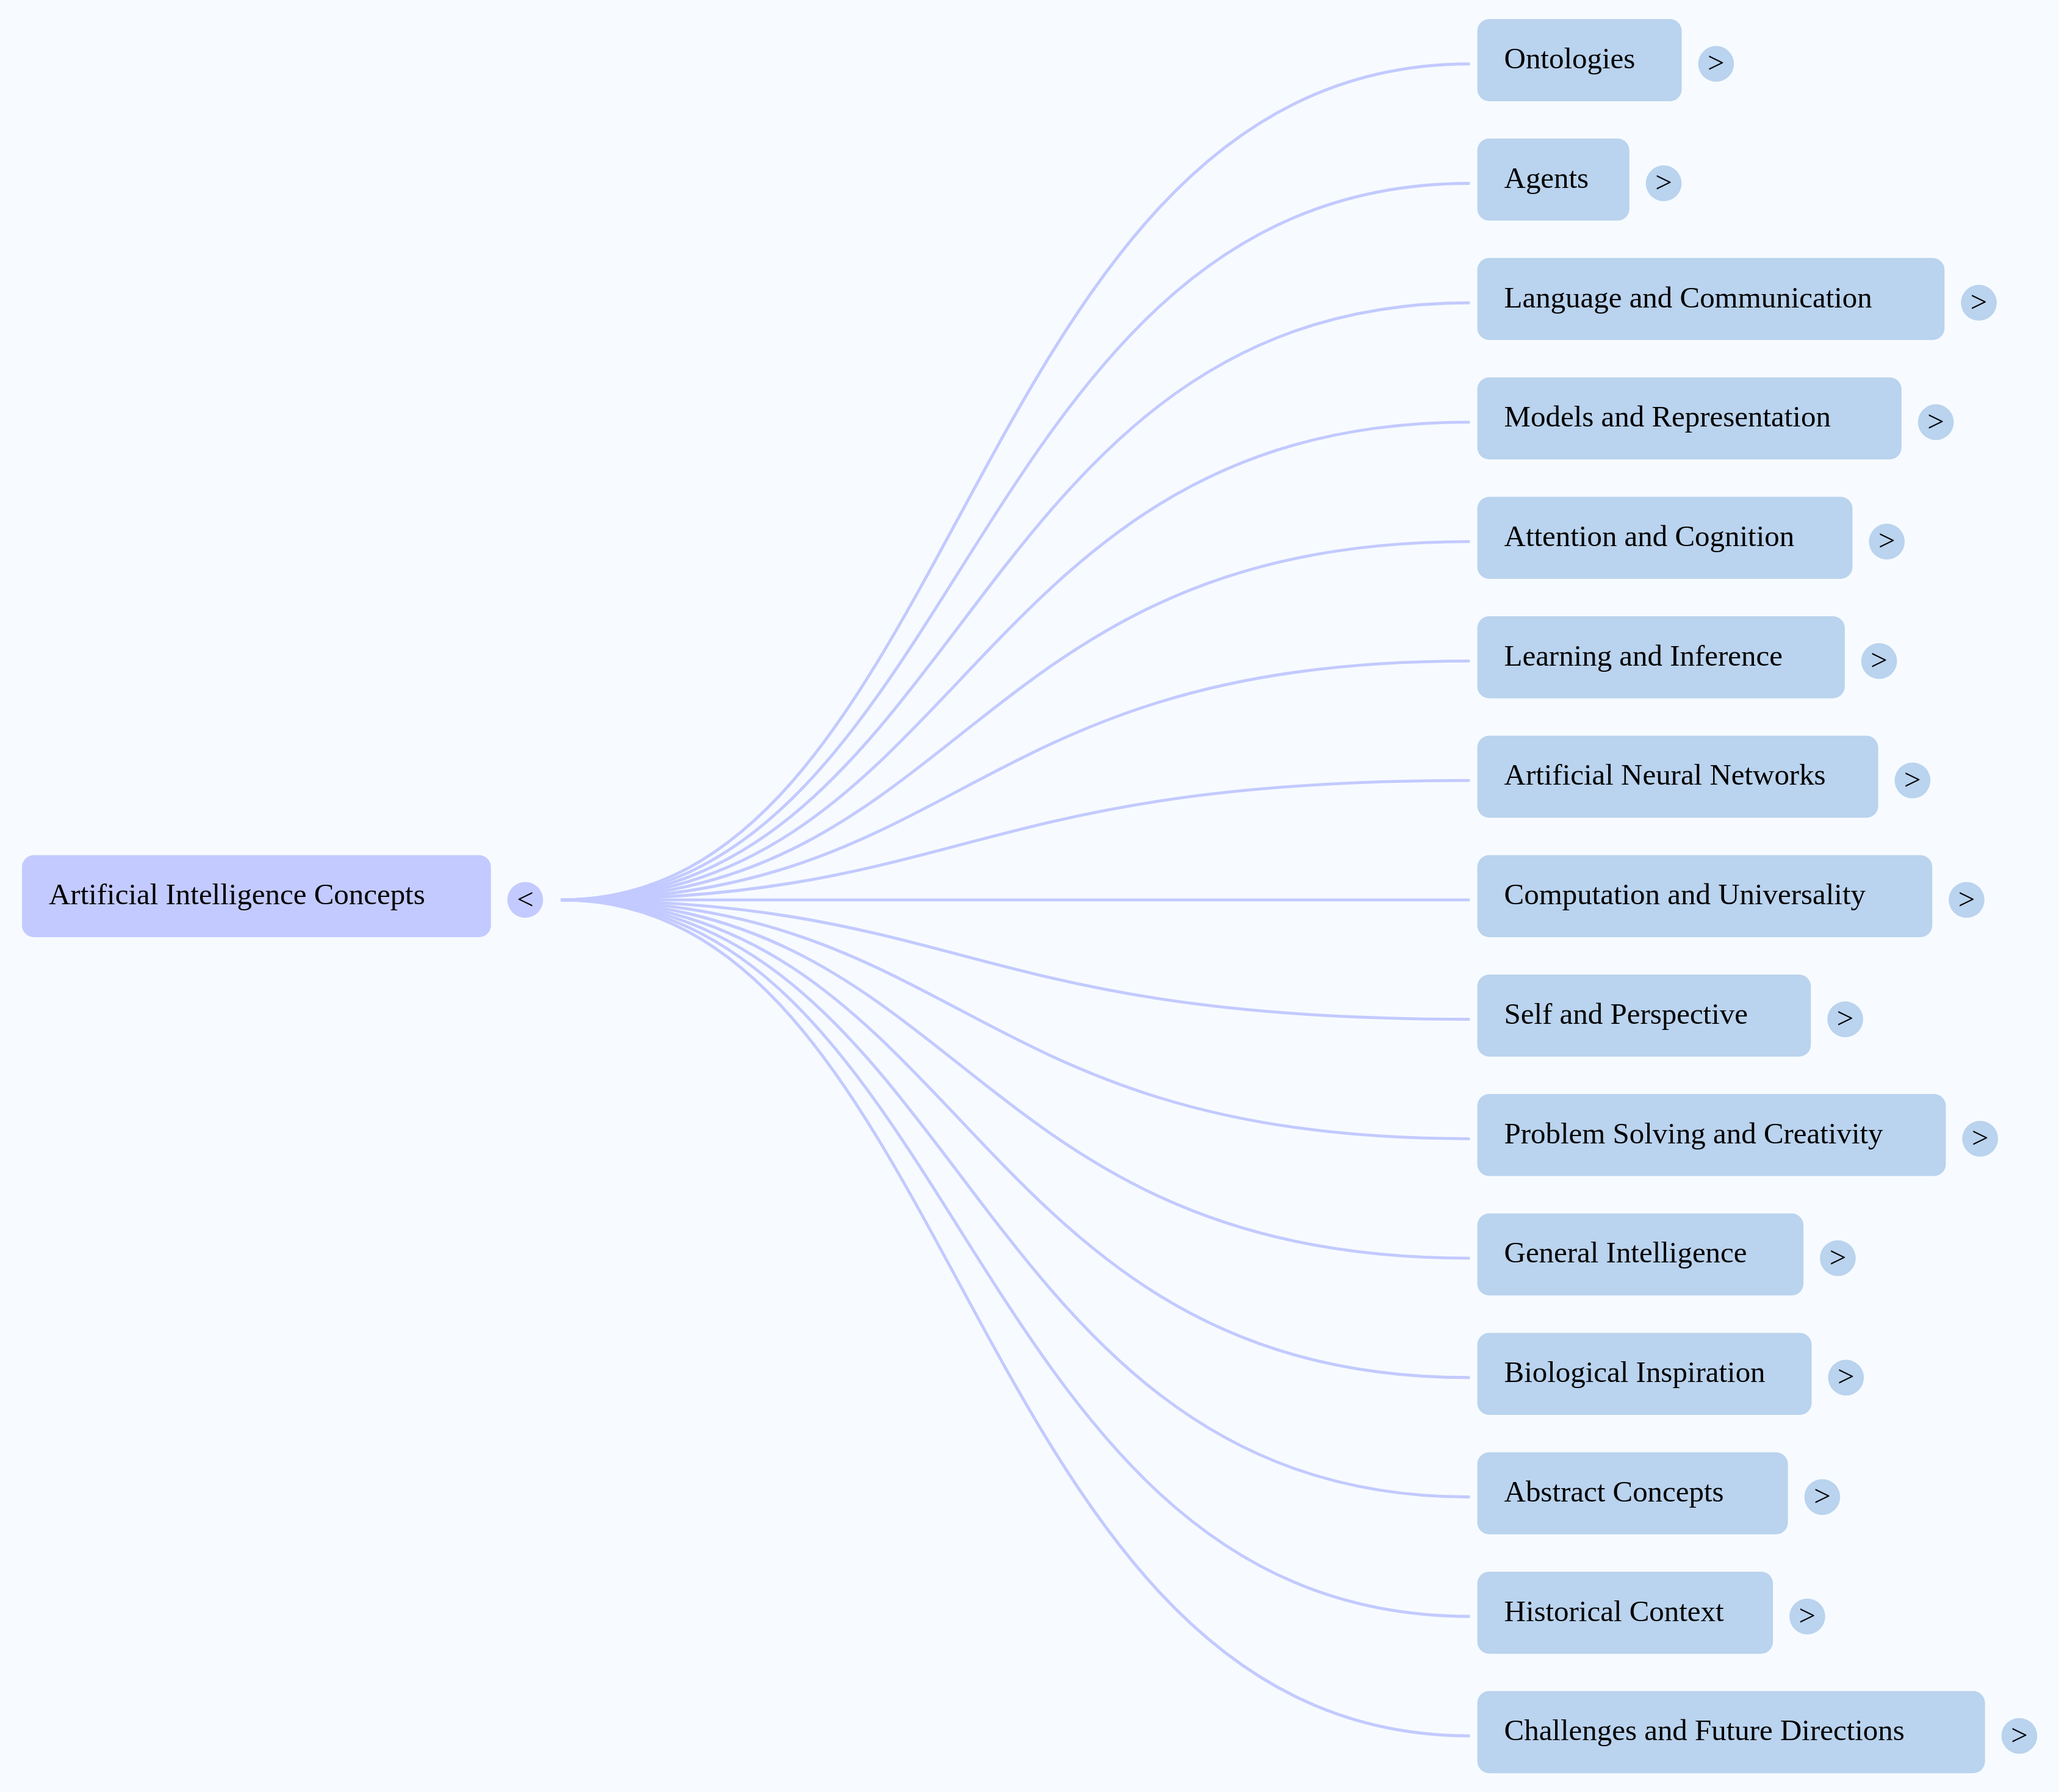 Ontologies >
Agents >
Language and Communication >
Models and Representation >
Attention and Cognition >
Learning and Inference >
Artificial Neural Networks >
Artificial Intelligence Concepts <
Computation and Universality >
Self and Perspective >
Problem Solving and Creativity >
General Intelligence >
Biological Inspiration >
Abstract Concepts >
Historical Context >
Challenges and Future Directions >